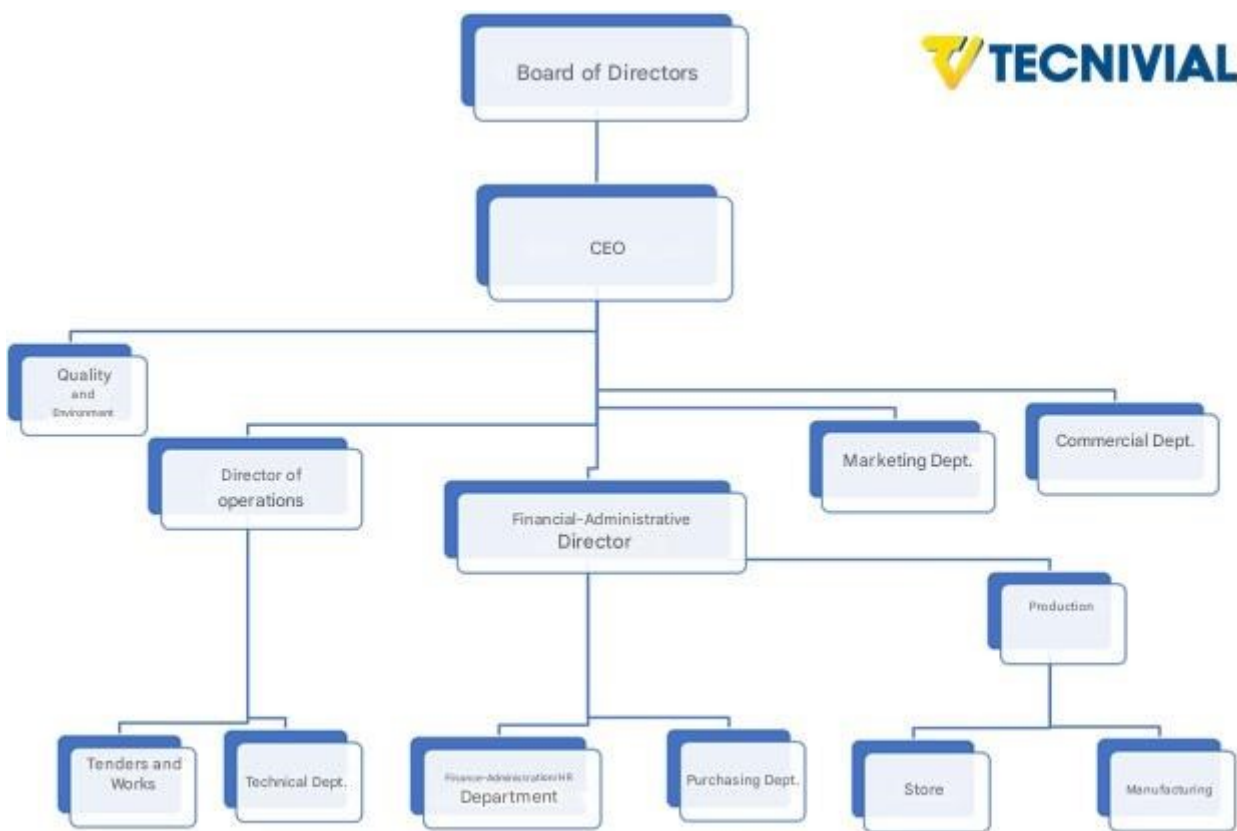 Board of Directors
TECNIVIAL
CEO
Quality
and
Environment
Director of
operations
Financial-Administrative
Director
Marketing Dept.
Commercial Dept.
Production
Tenders and
Works
Technical Dept.
Finance-Administration/HR
Department
Purchasing Dept.
Store
Manufacturing